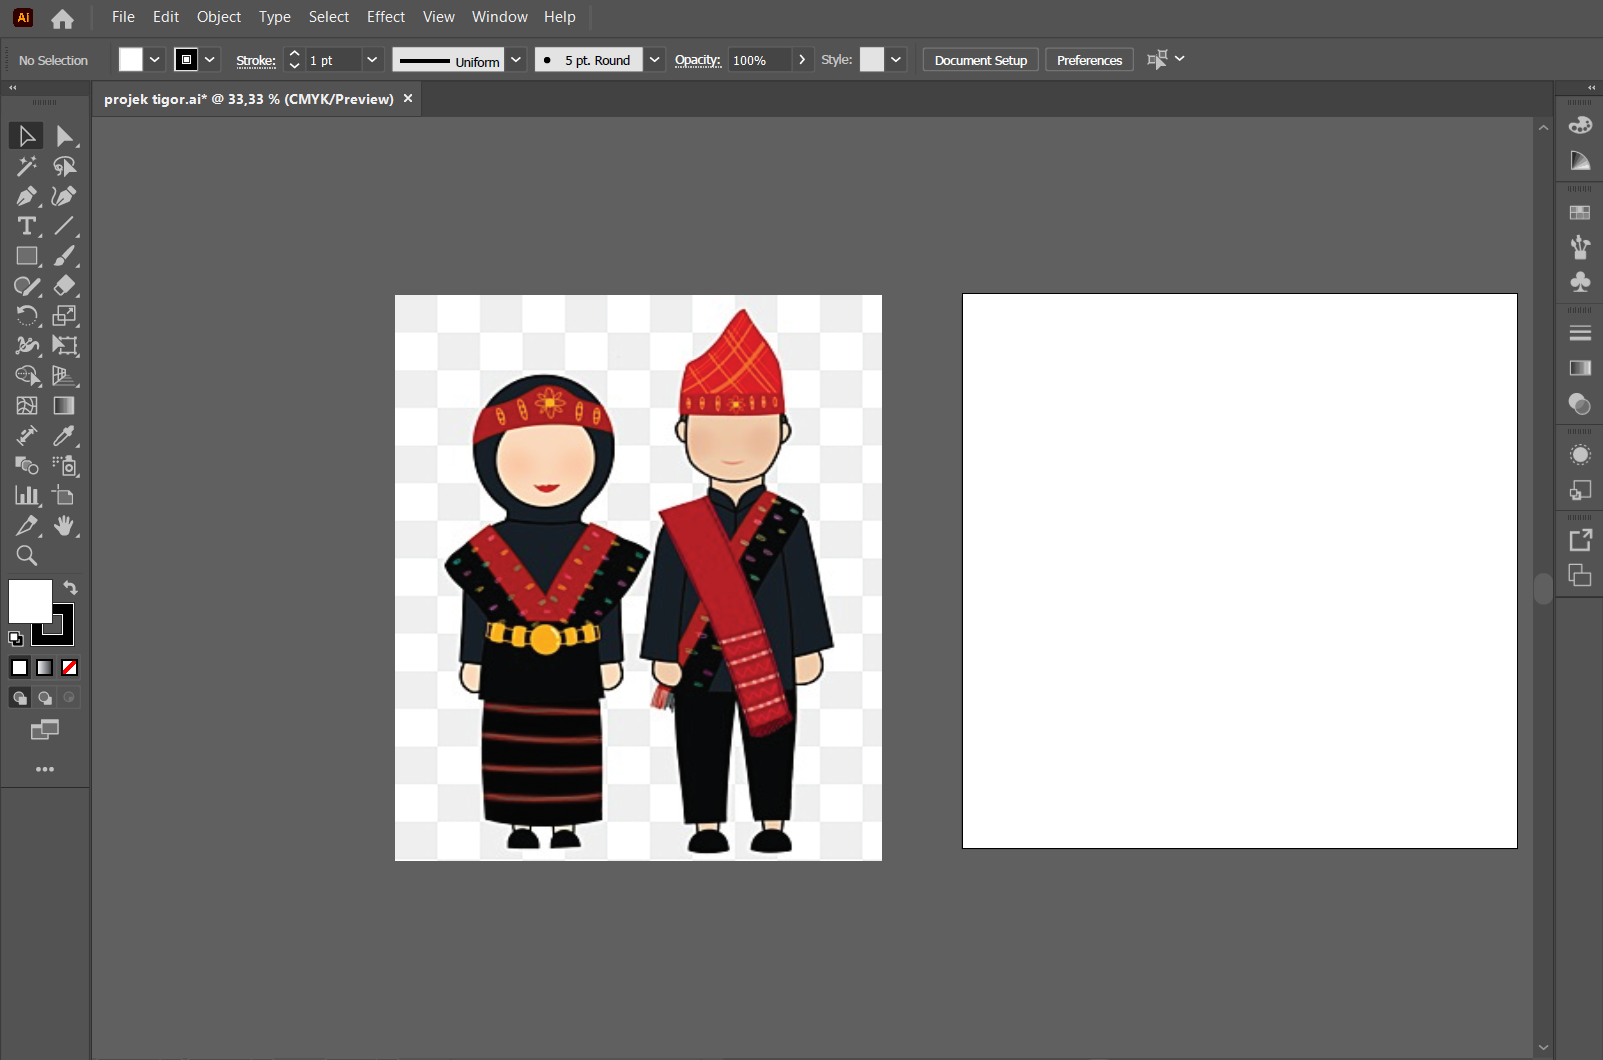 Ai File Edit Object Type Select Effect View Window Help
No Selection Stroke: 1 pt Uniform 5 pt. Round Opacity: 100% Style: Document Setup Preferences
projek tigor.ai* @ 33,33 % (CMYK/Preview) ×